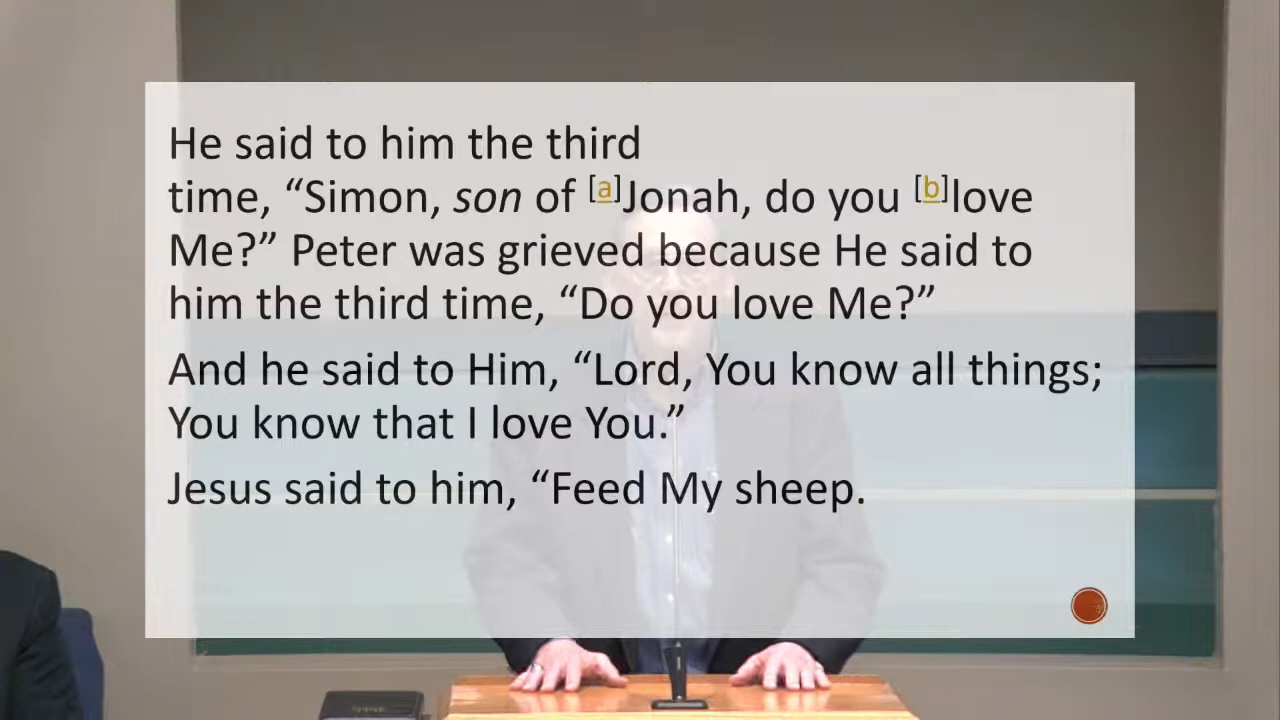 He said to him the third
time, “Simon, son of [a]Jonah, do you [b]love
Me?” Peter was grieved because He said to
him the third time, “Do you love Me?”
And he said to Him, “Lord, You know all things;
You know that I love You.”
Jesus said to him, “Feed My sheep.